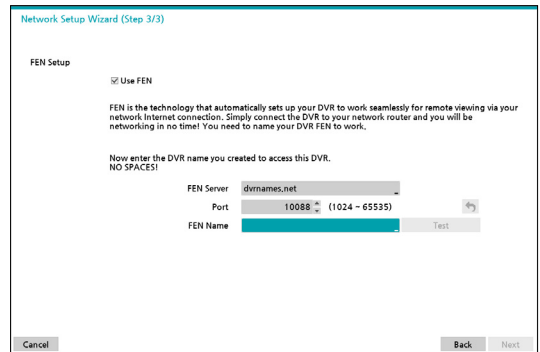 Network Setup Wizard (Step 3/3)
FEN Setup
Use FEN
FEN is the technology that automatically sets up your DVR to work seamlessly for remote viewing via your
network Internet connection. Simply connect the DVR to your network router and you will be
networking in no time! You need to name your DVR FEN to work.
Now enter the DVR name you created to access this DVR.
NO SPACES!
FEN Server dvrnames.net
Port 10088 (1024 ~ 65535)
FEN Name Test
Cancel Back Next